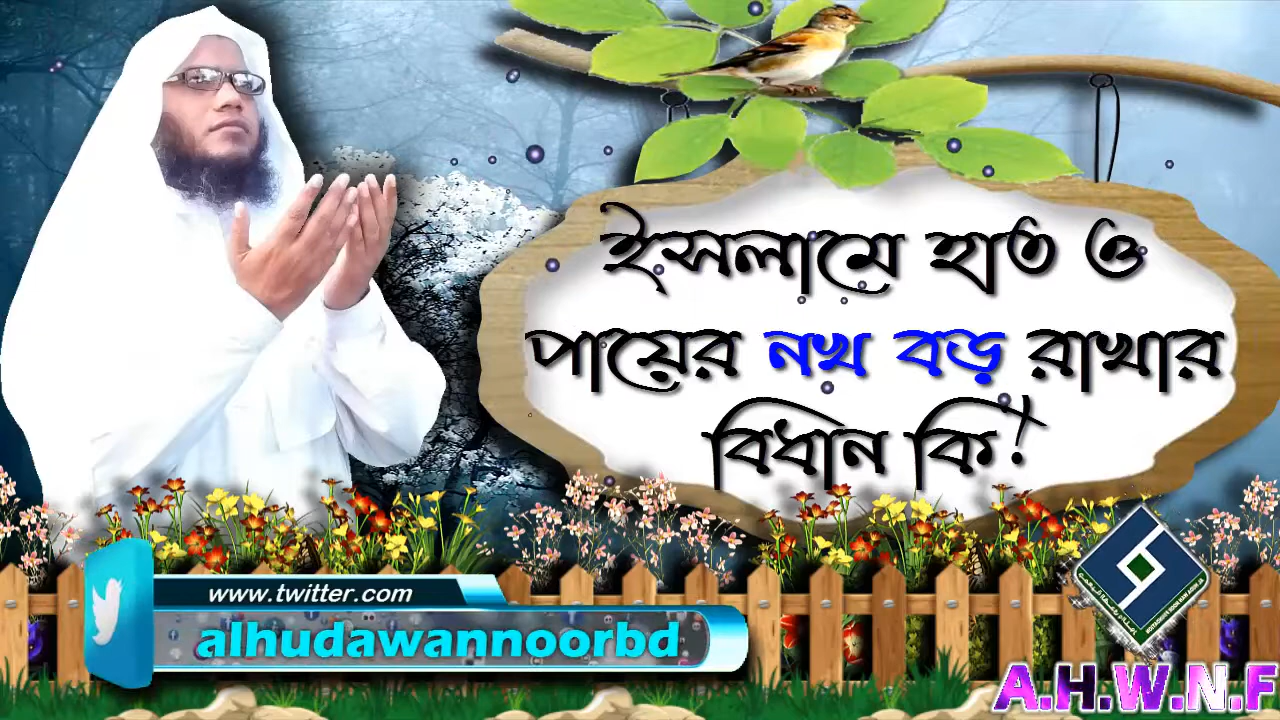 ইসলামে হাত ও
পায়ের নখ বড় রাখার
বিধান কি!
www.twitter.com
alhudawannoorbd
A.H.W.N.F